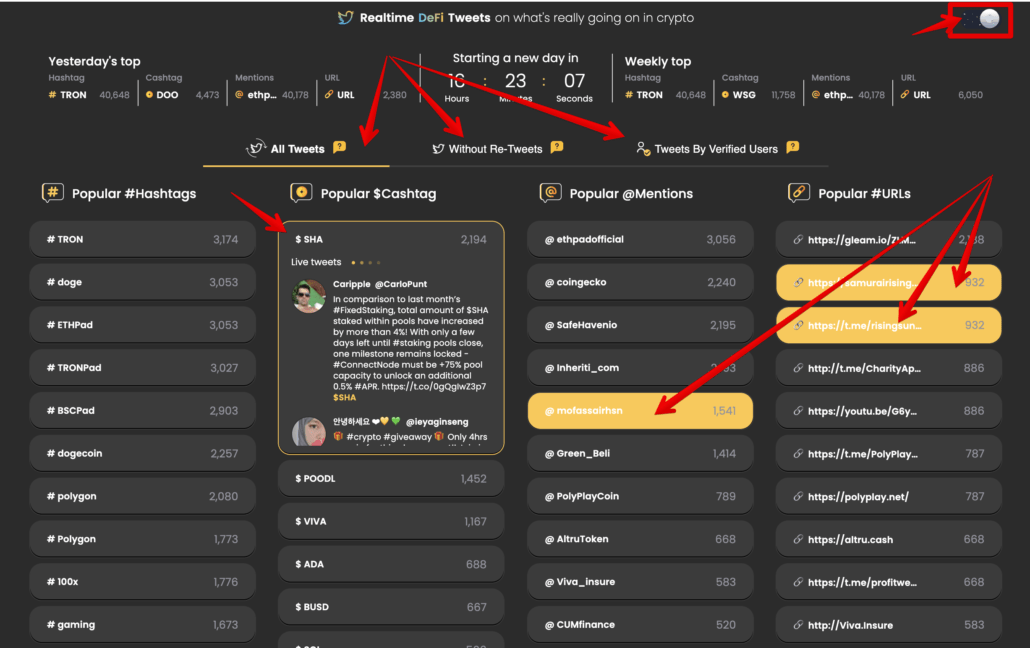 Realtime DeFi Tweets on what's really going on in crypto
Yesterday's top
Hashtag
# TRON 40,648
Cashtag
DOO 4,473
Mentions
@ ethp... 40,178
URL
URL 2,380
Starting a new day in
16 : 23 : 07
Hours Minutes Seconds
Weekly top
Hashtag
# TRON 40,648
Cashtag
WSG 11,758
Mentions
@ ethp... 40,178
URL
URL 6,050
All Tweets ?
Without Re-Tweets ?
Tweets By Verified Users ?
# Popular #Hashtags
# TRON 3,174
# doge 3,053
# ETHPad 3,053
# TRONPad 3,027
# BSCPad 2,903
# dogecoin 2,257
# polygon 2,080
# Polygon 1,773
# 100x 1,776
# gaming 1,673
Popular $Cashtag
$ SHA 2,194
Live tweets
Caripple @CarloPunt
In comparison to last month's
#FixedStaking, total amount of $SHA
staked within pools have increased
by more than 4%! With only a few
days left until #staking pools close,
one milestone remains locked -
#ConnectNode must be +75% pool
capacity to unlock an additional
0.5% #APR. https://t.co/0gQgiwZ3p7
$SHA
안녕하세요 ❤💛💚 @ieyaginseng
🎁 #crypto #giveaway 🎁 Only 4hrs
$ POODL 1,452
$ VIVA 1,167
$ ADA 688
$ BUSD 667
@ Popular @Mentions
@ ethpadofficial 3,056
@ coingecko 2,240
@ SafeHavenio 2,195
@ Inheriti_com
@ mofassairhsn 1,541
@ Green_Beli 1,414
@ PolyPlayCoin 789
@ AltruToken 668
@ Viva_insure 583
@ CUMfinance 520
Popular #URLs
https://gleam.io/
https://samurairising... 932
https://t.me/risingsun... 932
http://t.me/CharityAp... 886
https://youtu.be/G6y... 886
https://t.me/PolyPlay... 787
https://polyplay.net/ 787
https://altru.cash 668
https://t.me/profitwe... 668
http://Viva.Insure 583